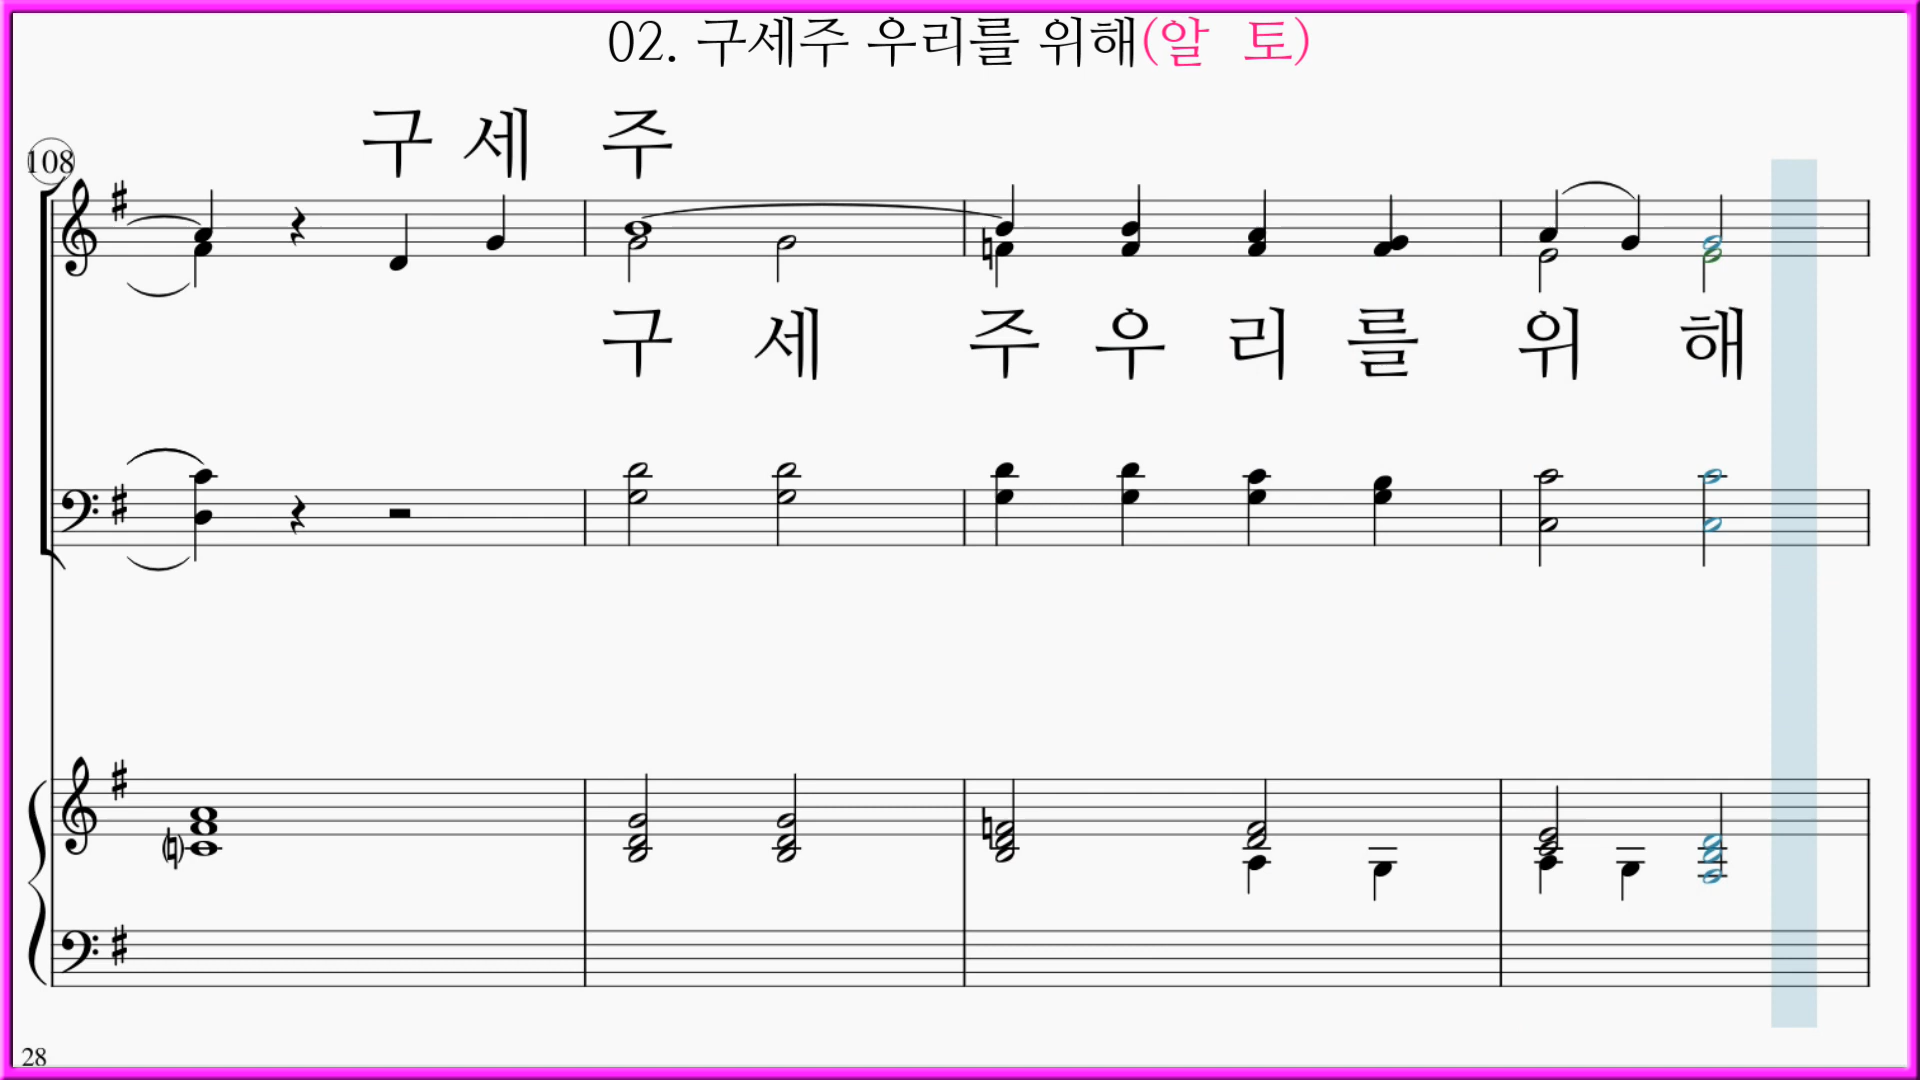 02. 구세주 우리를 위해(알 토)
구 세 주
108
구 세 주 우 리 를 위 해
28